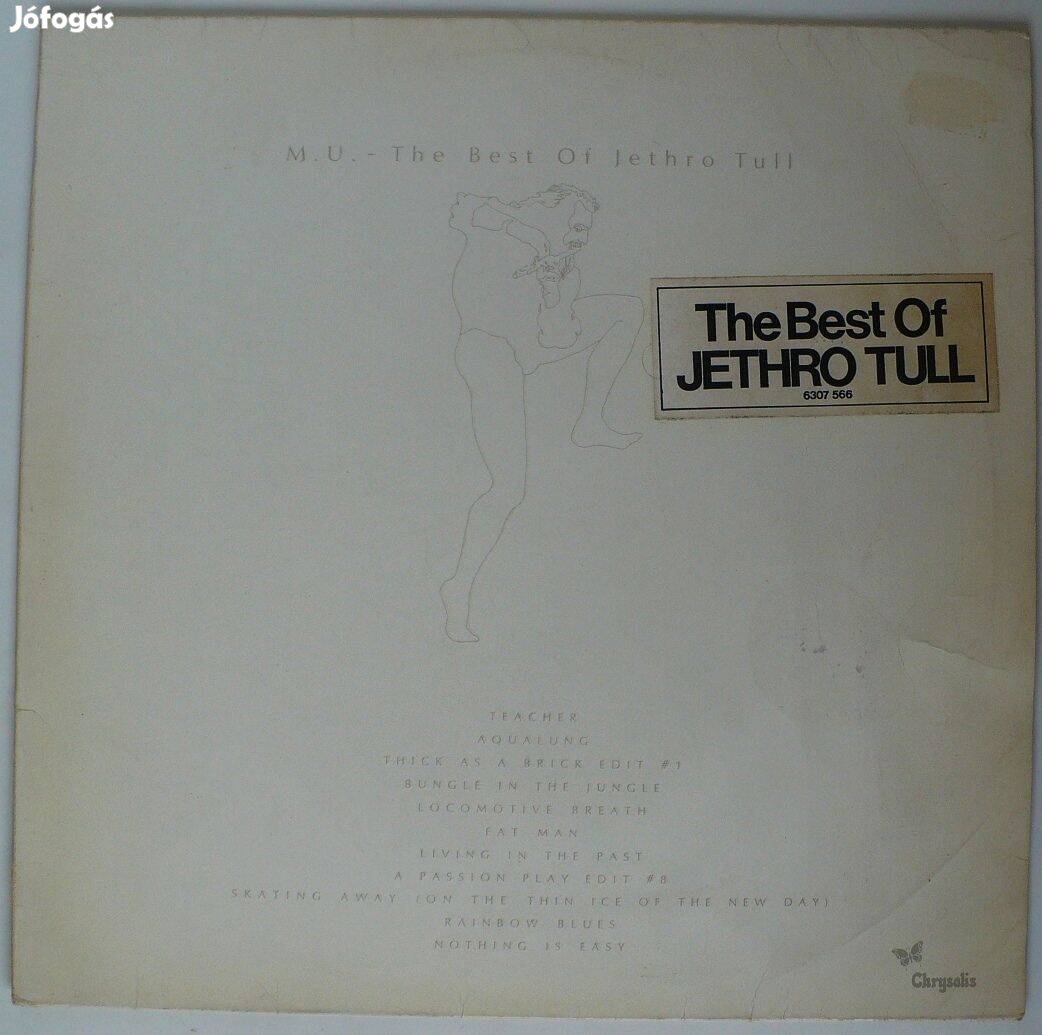 Jófogás
M.U. - The Best Of Jethro Tull
The Best Of
JETHRO TULL
6307 566
TEACHER
AQUALUNG
THICK AS A BRICK EDIT #1
BUNGLE IN THE JUNGLE
LOCOMOTIVE BREATH
FAT MAN
LIVING IN THE PAST
A PASSION PLAY EDIT #8
SKATING AWAY (ON THE THIN ICE OF THE NEW DAY)
RAINBOW BLUES
NOTHING IS EASY
Chrysalis